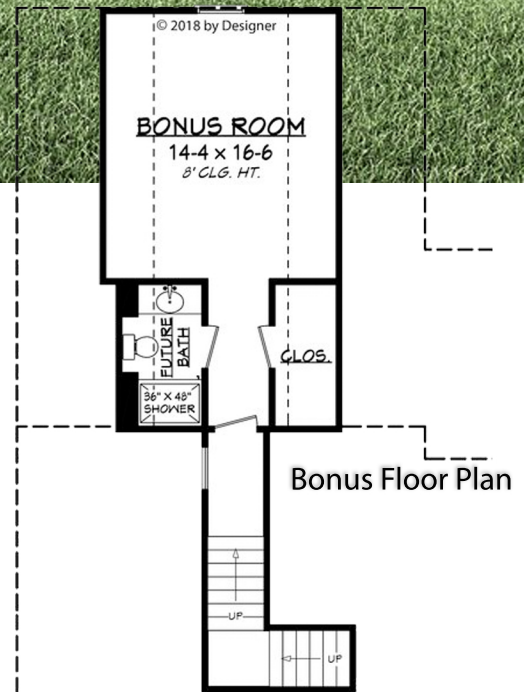 © 2018 by Designer
BONUS ROOM
14-4 x 16-6
8' CLG. HT.
FUTURE
BATH
CLOS.
36" X 48"
SHOWER
Bonus Floor Plan
UP
UP